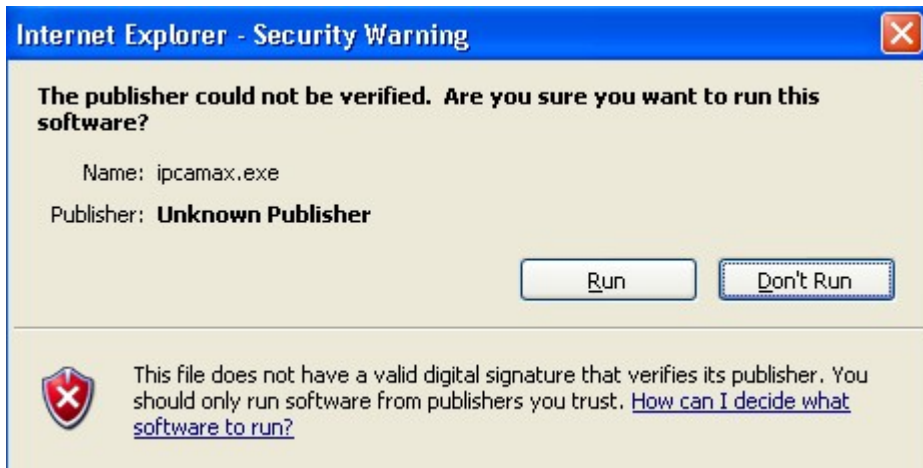 Internet Explorer - Security Warning
The publisher could not be verified.  Are you sure you want to run this
software?
Name: ipcamax.exe
Publisher: Unknown Publisher
Run
Don't Run
This file does not have a valid digital signature that verifies its publisher. You
should only run software from publishers you trust. How can I decide what
software to run?